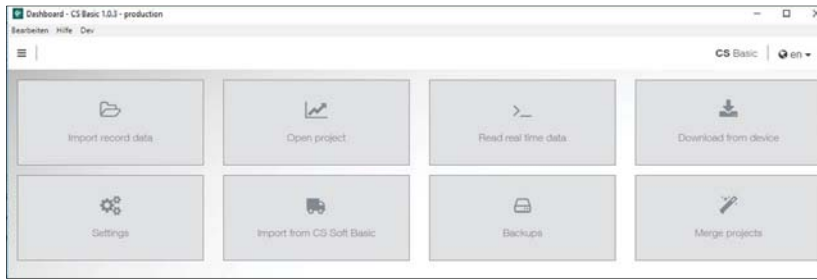 Dashboard - CS Basic 1.0.3 - production
Bearbeiten Hilfe Dev
CS Basic en
Import record data Open project Read real time data Download from device
Settings Import from CS Soft Basic Backups Merge projects